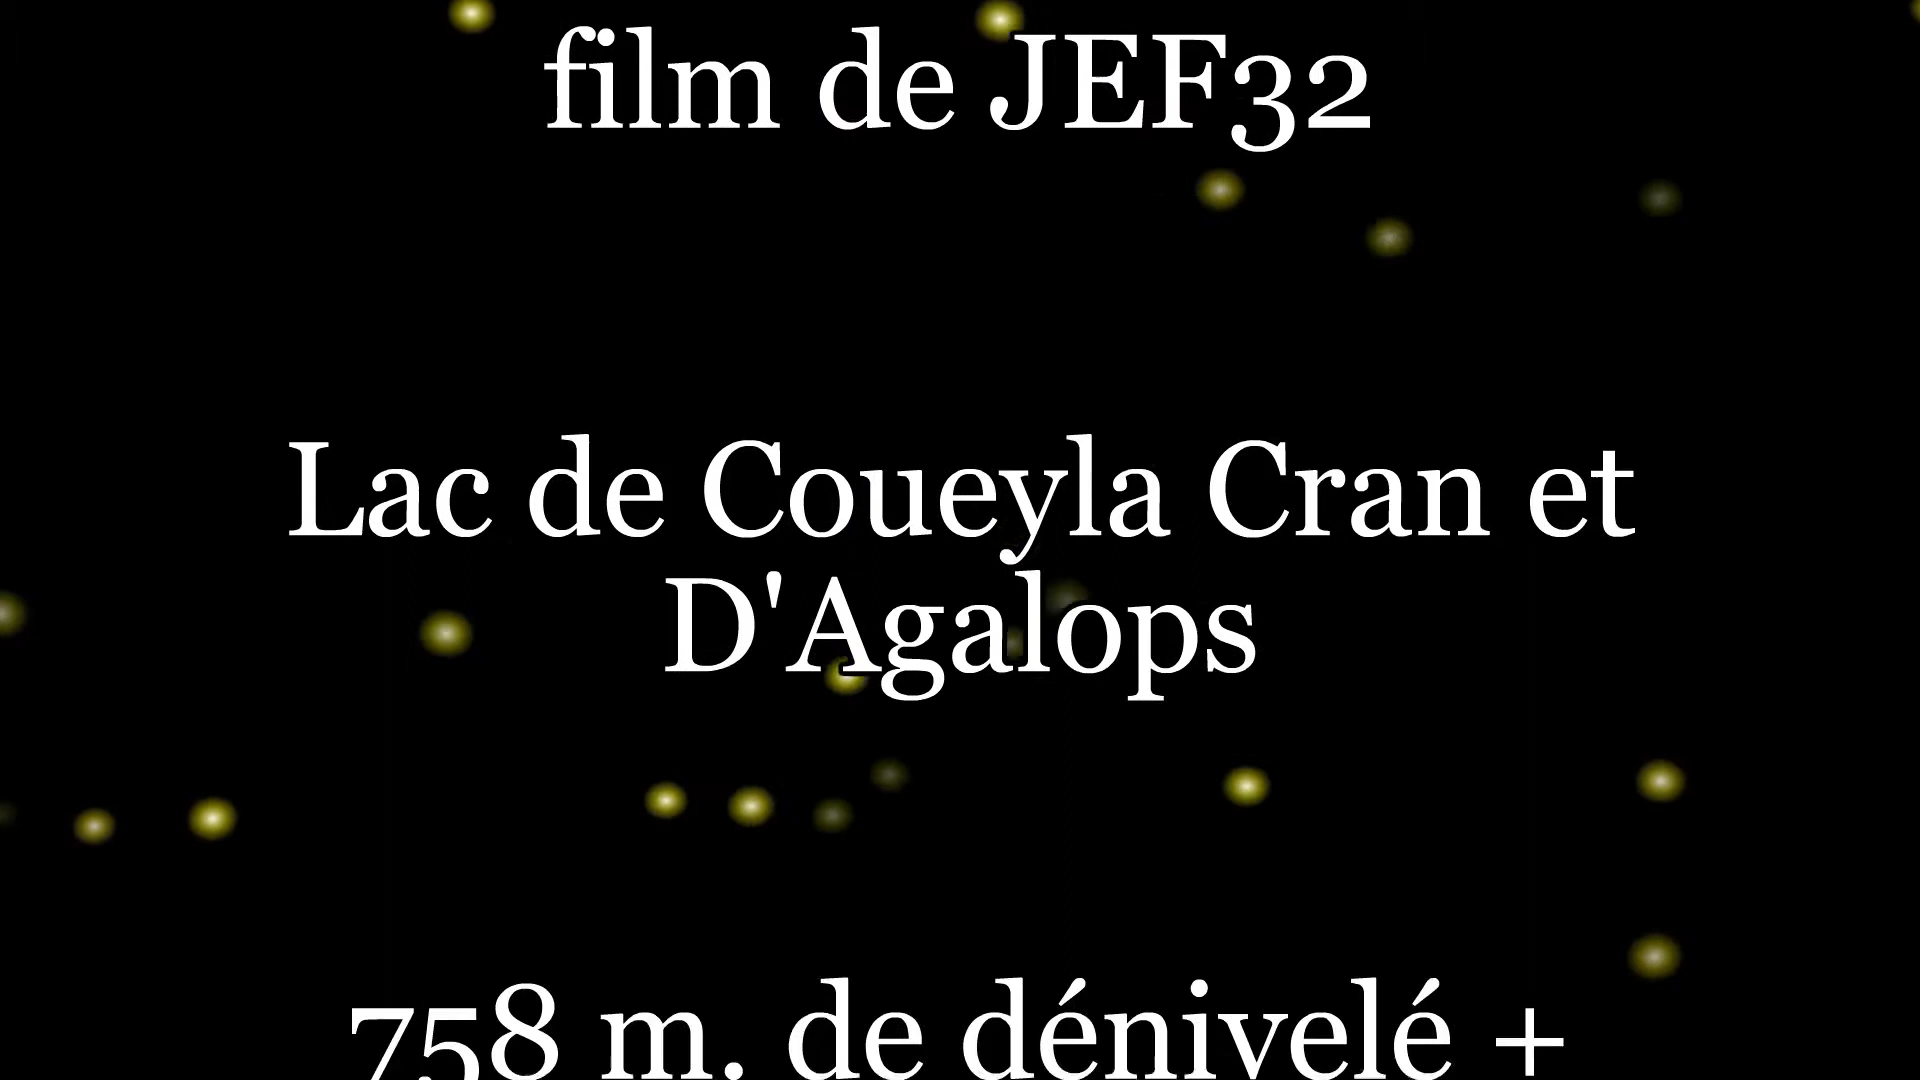 film de JEF32
Lac de Coueyla Cran et
D'Agalops
758 m. de dénivelé +